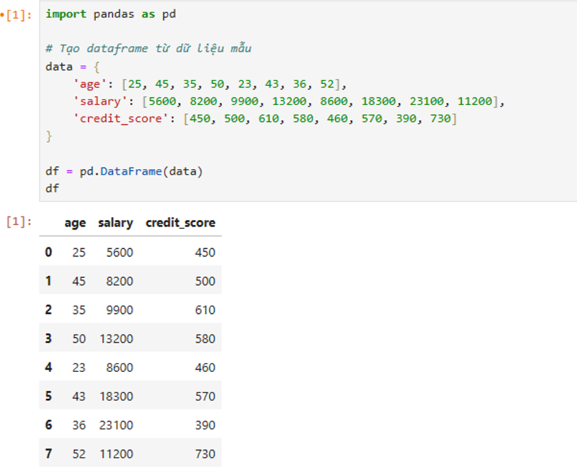 [1]: import pandas as pd
# Tạo dataframe từ dữ liệu mẫu
data = {
    'age': [25, 45, 35, 50, 23, 43, 36, 52],
    'salary': [5600, 8200, 9900, 13200, 8600, 18300, 23100, 11200],
    'credit_score': [450, 500, 610, 580, 460, 570, 390, 730]
}
df = pd.DataFrame(data)
df
[1]: age salary credit_score
0 25 5600 450
1 45 8200 500
2 35 9900 610
3 50 13200 580
4 23 8600 460
5 43 18300 570
6 36 23100 390
7 52 11200 730